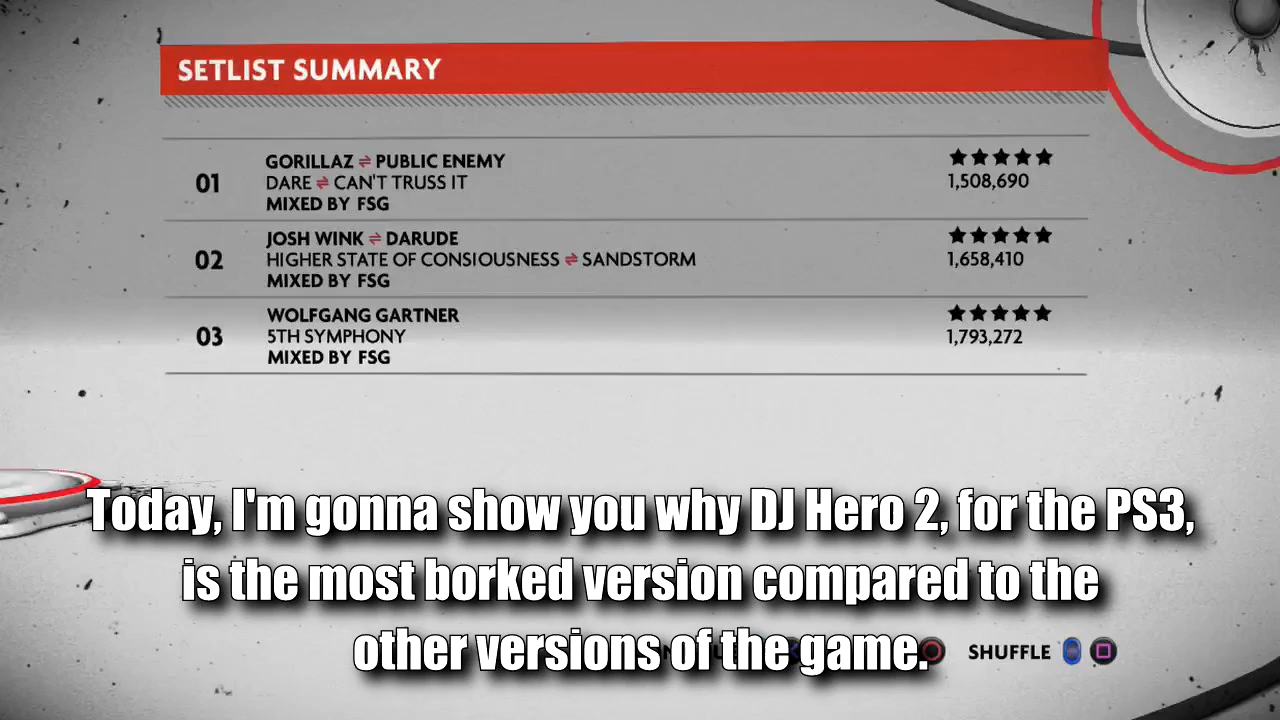 SETLIST SUMMARY
01
GORILLAZ ⇌ PUBLIC ENEMY
DARE ⇌ CAN'T TRUSS IT
MIXED BY FSG
1,508,690
02
JOSH WINK ⇌ DARUDE
HIGHER STATE OF CONSIOUSNESS ⇌ SANDSTORM
MIXED BY FSG
1,658,410
03
WOLFGANG GARTNER
5TH SYMPHONY
MIXED BY FSG
1,793,272
Today, I'm gonna show you why DJ Hero 2, for the PS3,
is the most borked version compared to the
other versions of the game.
SHUFFLE